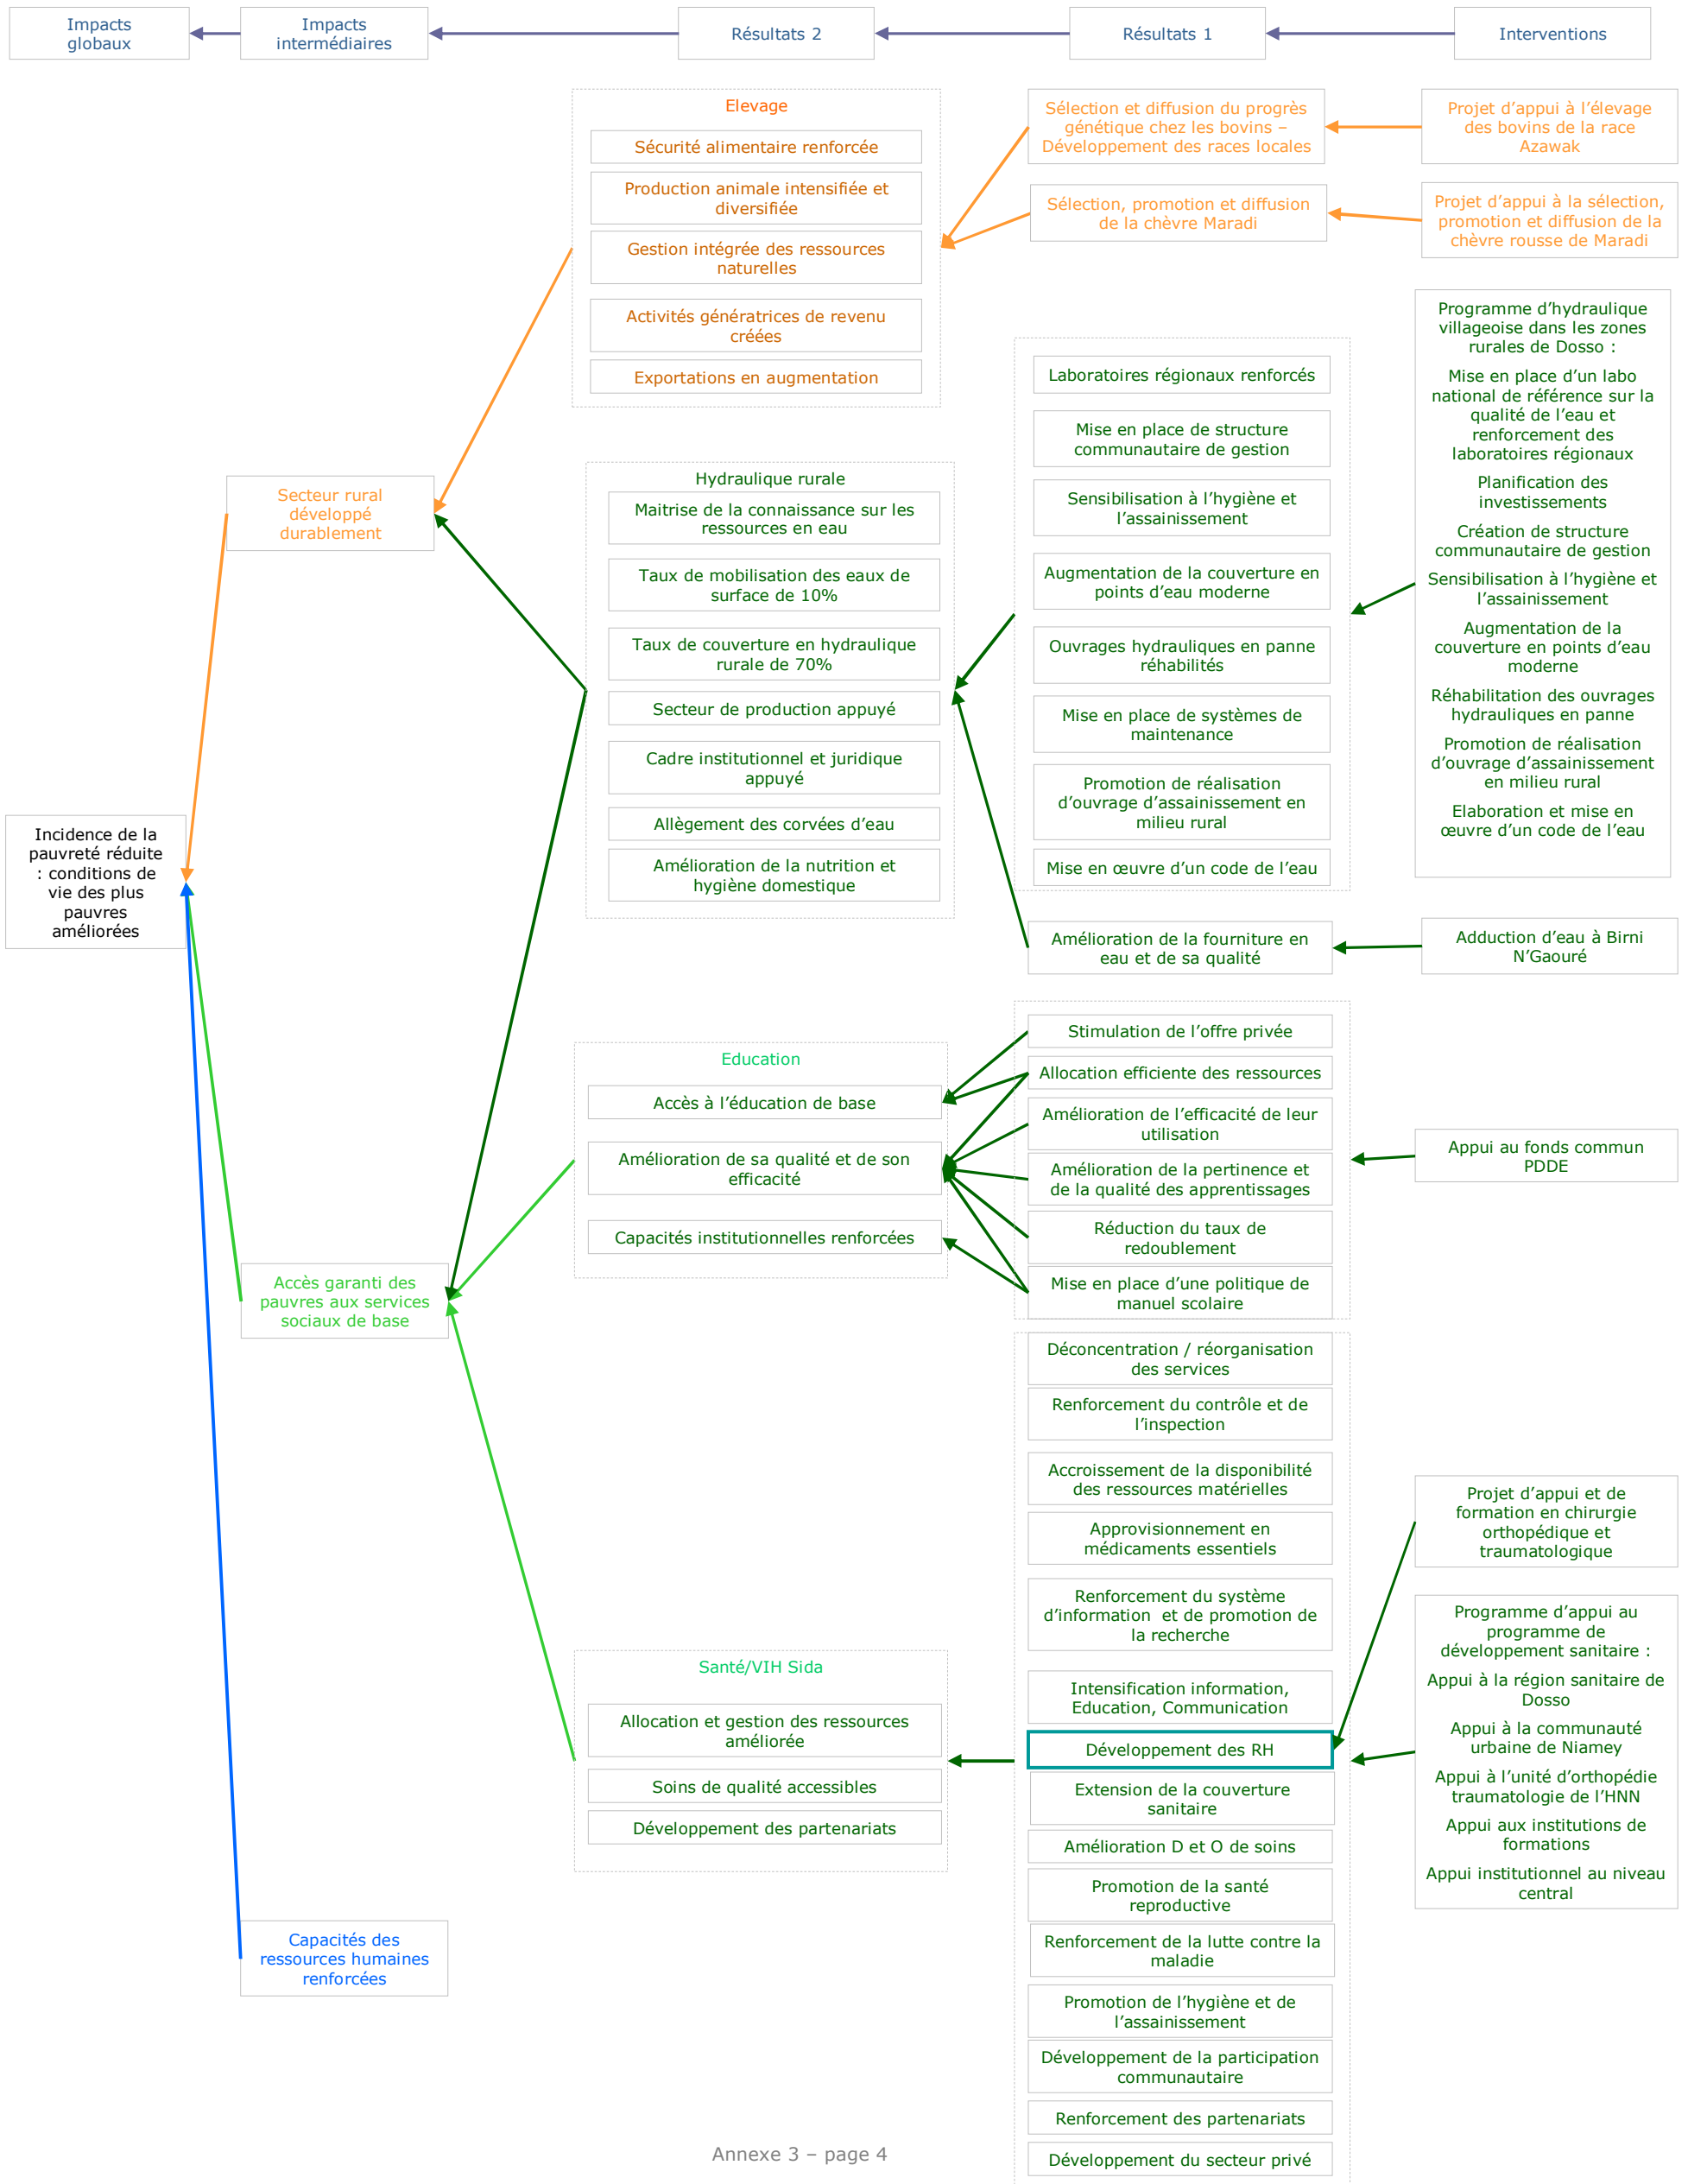 Impacts
globaux
Impacts
intermédiaires
Résultats 2
Résultats 1
Interventions
Elevage
Sécurité alimentaire renforcée
Production animale intensifiée et
diversifiée
Gestion intégrée des ressources
naturelles
Activités génératrices de revenu
créées
Exportations en augmentation
Sélection et diffusion du progrès
génétique chez les bovins –
Développement des races locales
Sélection, promotion et diffusion
de la chèvre Maradi
Projet d’appui à l’élevage
des bovins de la race
Azawak
Projet d’appui à la sélection,
promotion et diffusion de la
chèvre rousse de Maradi
Secteur rural
développé
durablement
Hydraulique rurale
Maitrise de la connaissance sur les
ressources en eau
Taux de mobilisation des eaux de
surface de 10%
Taux de couverture en hydraulique
rurale de 70%
Secteur de production appuyé
Cadre institutionnel et juridique
appuyé
Allègement des corvées d’eau
Amélioration de la nutrition et
hygiène domestique
Laboratoires régionaux renforcés
Mise en place de structure
communautaire de gestion
Sensibilisation à l’hygiène et
l’assainissement
Augmentation de la couverture en
points d’eau moderne
Ouvrages hydrauliques en panne
réhabilités
Mise en place de systèmes de
maintenance
Promotion de réalisation
d’ouvrage d’assainissement en
milieu rural
Mise en œuvre d’un code de l’eau
Amélioration de la fourniture en
eau et de sa qualité
Programme d’hydraulique
villageoise dans les zones
rurales de Dosso :
Mise en place d’un labo
national de référence sur la
qualité de l’eau et
renforcement des
laboratoires régionaux
Planification des
investissements
Création de structure
communautaire de gestion
Sensibilisation à l’hygiène et
l’assainissement
Augmentation de la
couverture en points d’eau
moderne
Réhabilitation des ouvrages
hydrauliques en panne
Promotion de réalisation
d’ouvrage d’assainissement
en milieu rural
Elaboration et mise en
œuvre d’un code de l’eau
Adduction d’eau à Birni
N’Gaouré
Incidence de la
pauvreté réduite
: conditions de
vie des plus
pauvres
améliorées
Accès garanti des
pauvres aux services
sociaux de base
Education
Accès à l’éducation de base
Amélioration de sa qualité et de son
efficacité
Capacités institutionnelles renforcées
Stimulation de l’offre privée
Allocation efficiente des ressources
Amélioration de l’efficacité de leur
utilisation
Amélioration de la pertinence et
de la qualité des apprentissages
Réduction du taux de
redoublement
Mise en place d’une politique de
manuel scolaire
Appui au fonds commun
PDDE
Santé/VIH Sida
Allocation et gestion des ressources
améliorée
Soins de qualité accessibles
Développement des partenariats
Déconcentration / réorganisation
des services
Renforcement du contrôle et de
l’inspection
Accroissement de la disponibilité
des ressources matérielles
Approvisionnement en
médicaments essentiels
Renforcement du système
d’information  et de promotion de
la recherche
Intensification information,
Education, Communication
Développement des RH
Extension de la couverture
sanitaire
Amélioration D et O de soins
Promotion de la santé
reproductive
Renforcement de la lutte contre la
maladie
Promotion de l’hygiène et de
l’assainissement
Développement de la participation
communautaire
Renforcement des partenariats
Développement du secteur privé
Projet d’appui et de
formation en chirurgie
orthopédique et
traumatologique
Programme d’appui au
programme de
développement sanitaire :
Appui à la région sanitaire de
Dosso
Appui à la communauté
urbaine de Niamey
Appui à l’unité d’orthopédie
traumatologie de l’HNN
Appui aux institutions de
formations
Appui institutionnel au niveau
central
Capacités des
ressources humaines
renforcées
Annexe 3 – page 4